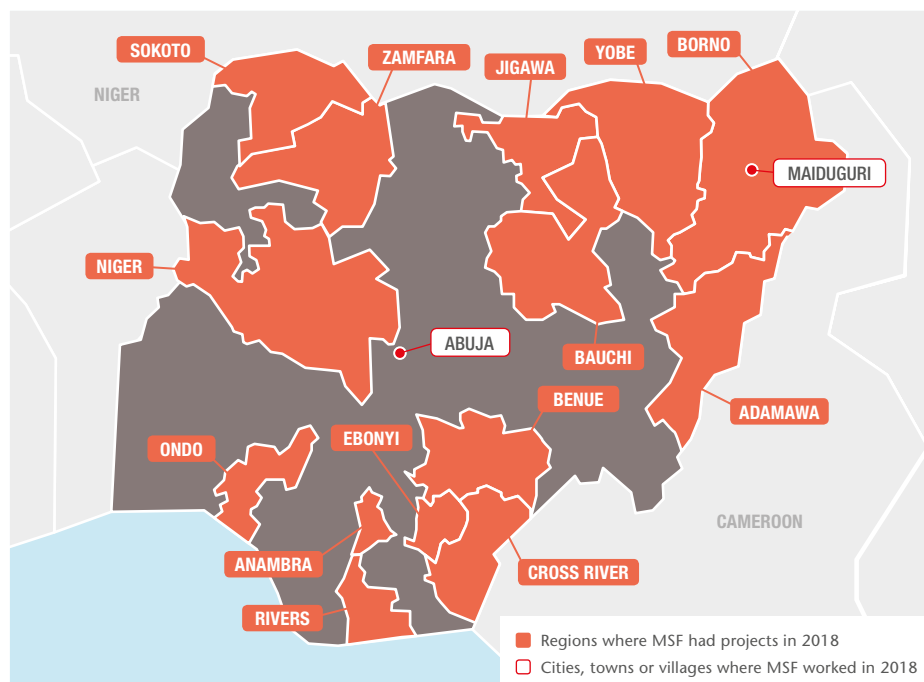 SOKOTO
ZAMFARA
JIGAWA
YOBE
BORNO
NIGER
MAIDUGURI
NIGER
ABUJA
BAUCHI
BENUE
ADAMAWA
EBONYI
ONDO
CAMEROON
ANAMBRA
CROSS RIVER
RIVERS
Regions where MSF had projects in 2018
Cities, towns or villages where MSF worked in 2018